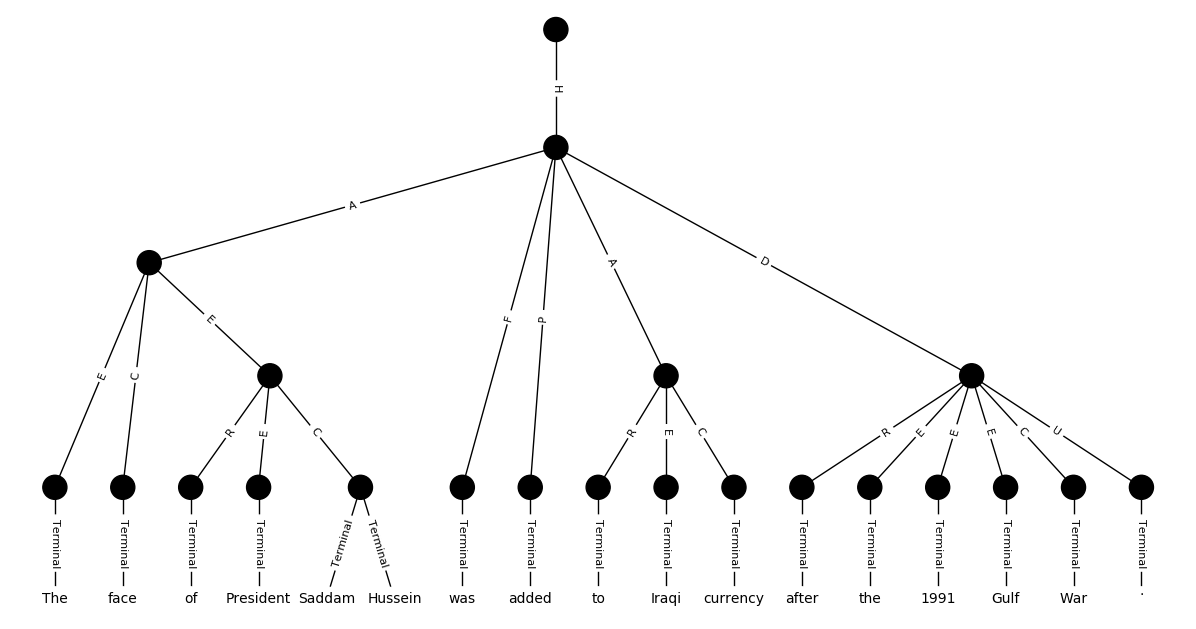 H
A
A
D
E
F
P
E
C
R
E
C
R
E
C
R
E
E
E
C
U
Terminal Terminal Terminal Terminal Terminal Terminal Terminal Terminal Terminal Terminal Terminal Terminal Terminal Terminal Terminal Terminal Terminal
The face of President Saddam Hussein was added to Iraqi currency after the 1991 Gulf War .